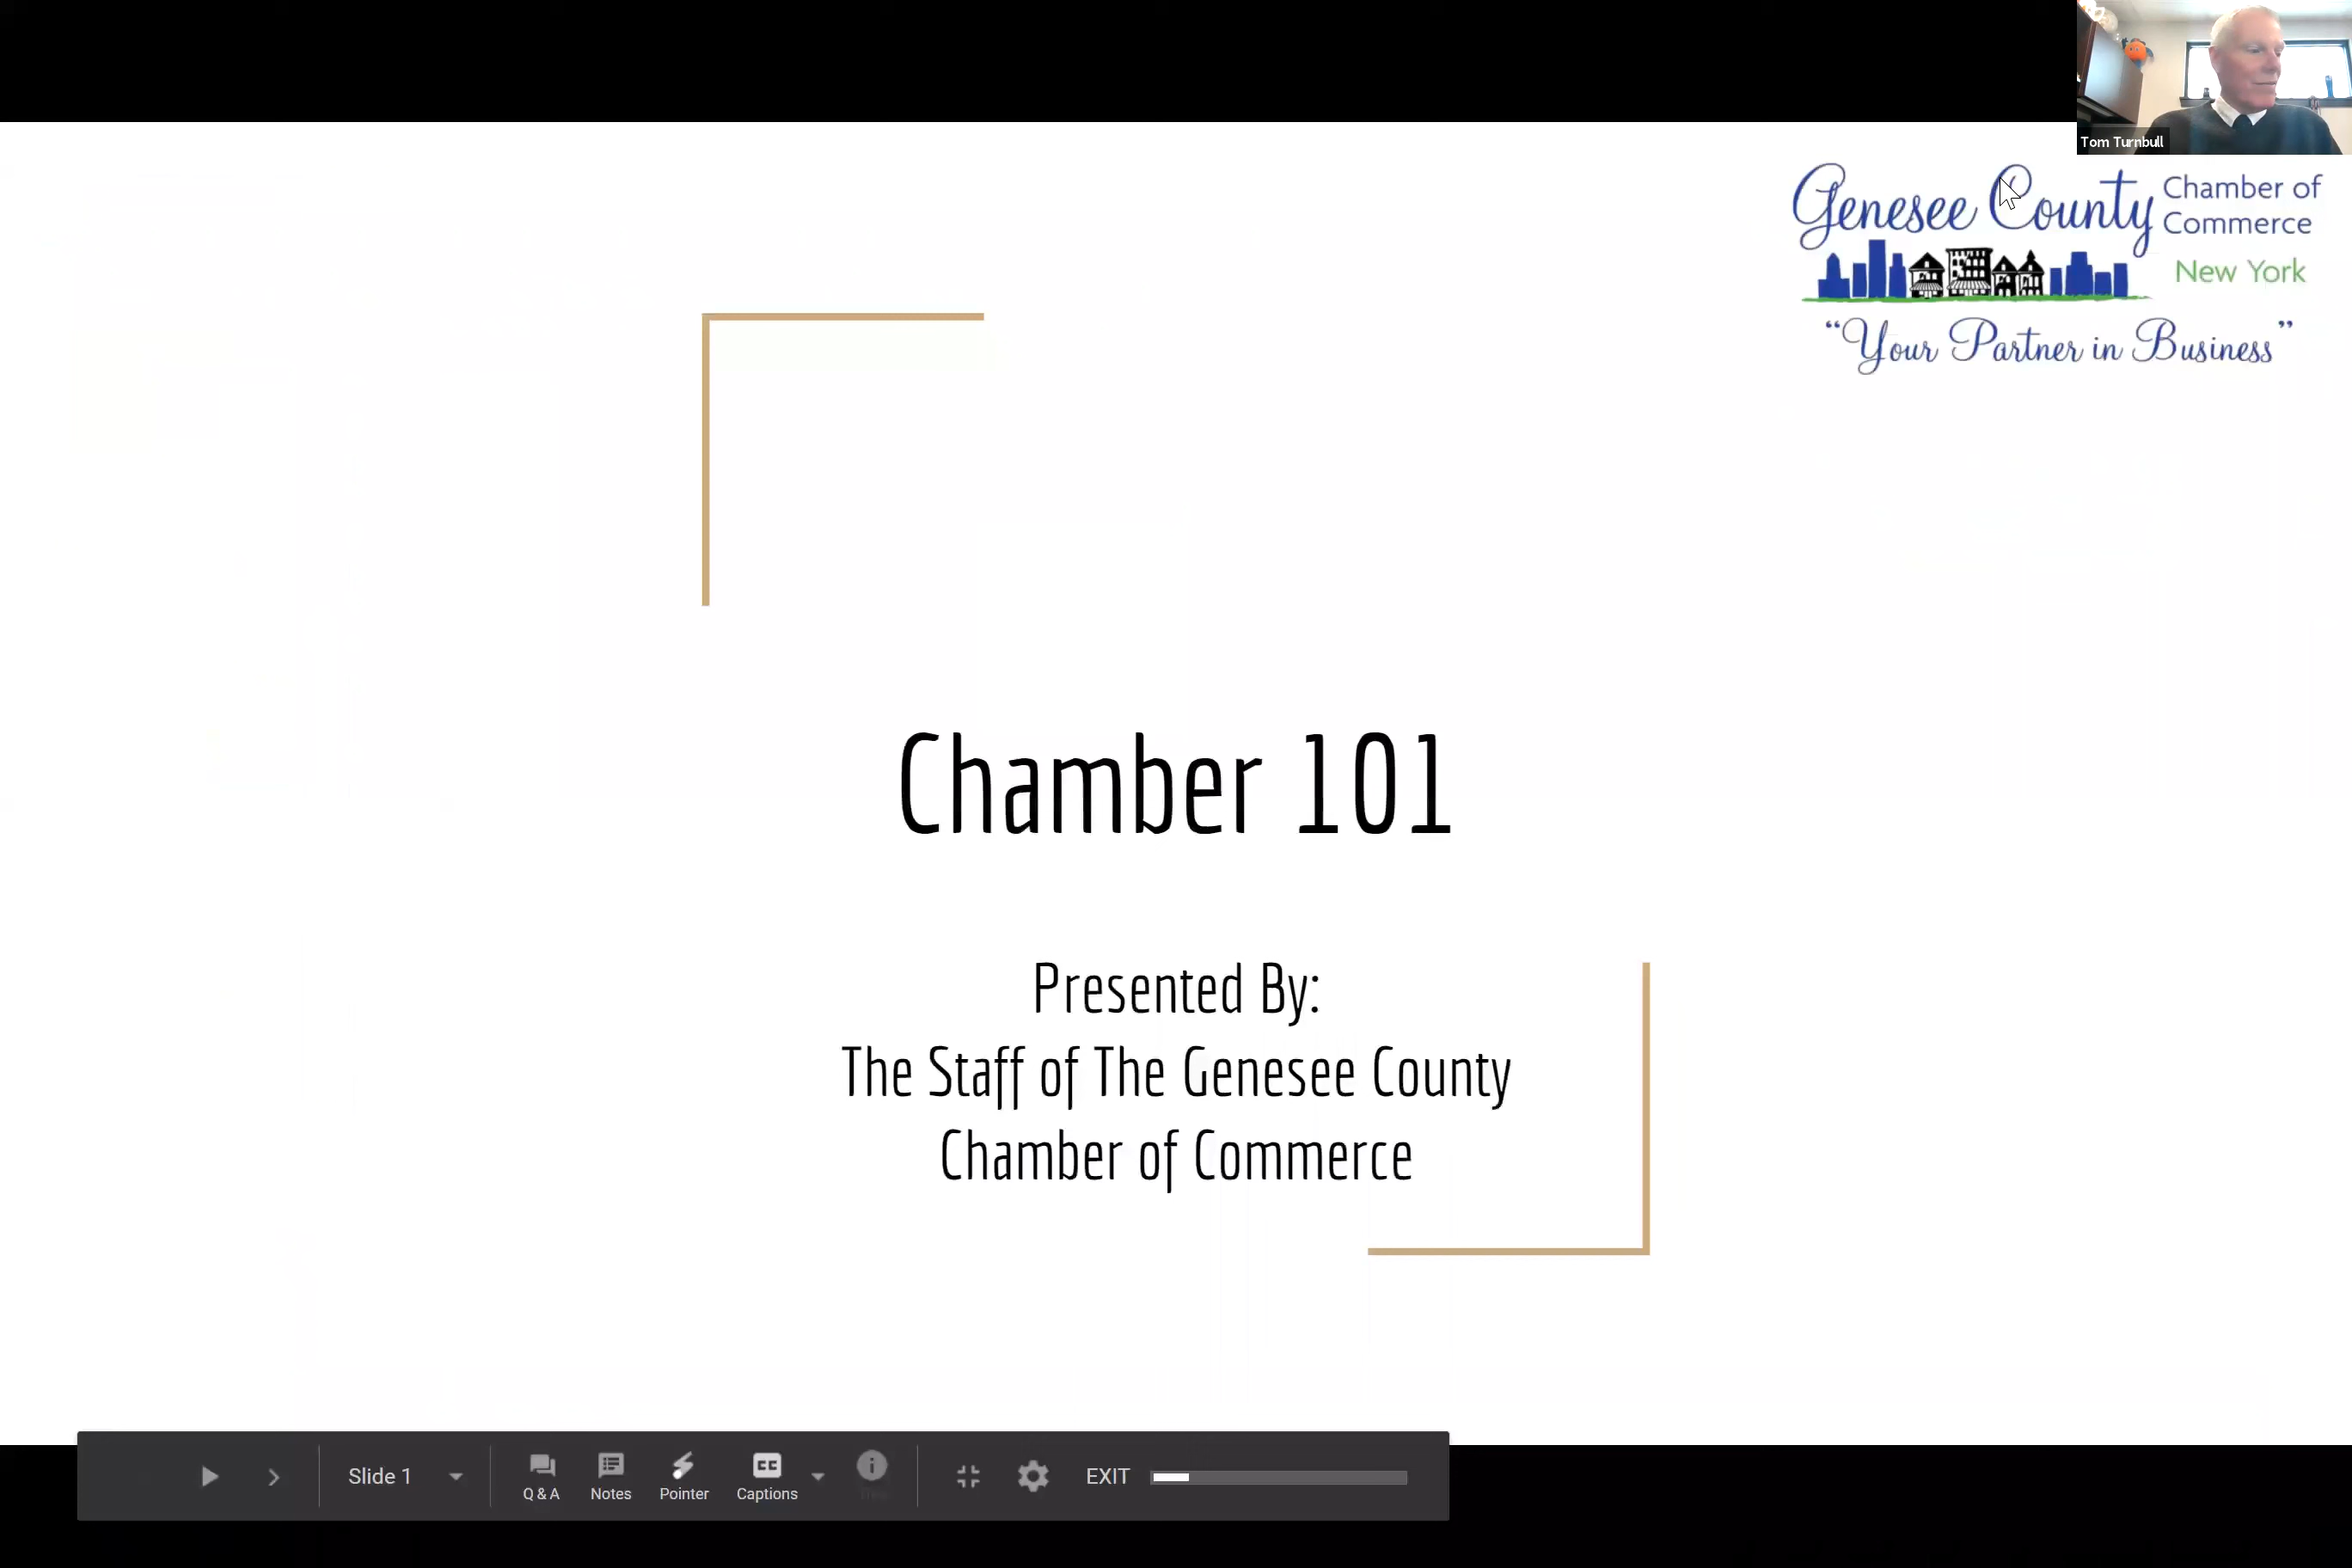 Tom Turnbull
Genesee County
Chamber of
Commerce
New York
“Your Partner in Business”
Chamber 101
Presented By:
The Staff of The Genesee County
Chamber of Commerce
Slide 1
Q & A
Notes
Pointer
CC
Captions
EXIT